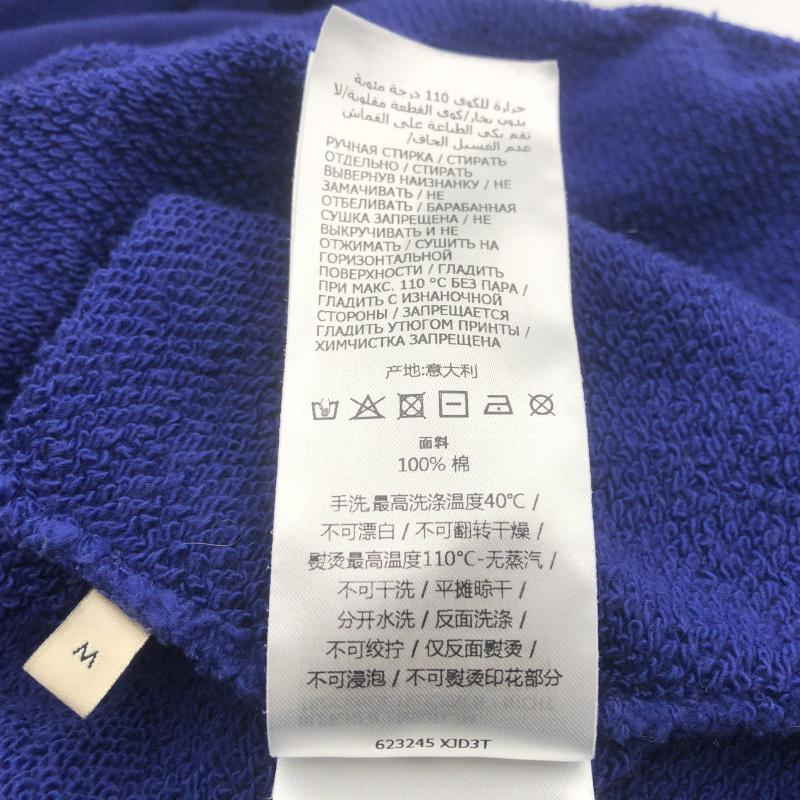 حرارة للكوى 110 درجة مئوية
بدون بخار/كوى القطعة مقلوبة/لا
تقم بكى الطباعة على القماش
عدم الغسيل الجاف/
РУЧНАЯ СТИРКА / СТИРАТЬ
ОТДЕЛЬНО / СТИРАТЬ
ВЫВЕРНУВ НАИЗНАНКУ / НЕ
ЗАМАЧИВАТЬ / НЕ
ОТБЕЛИВАТЬ / БАРАБАННАЯ
СУШКА ЗАПРЕЩЕНА / НЕ
ВЫКРУЧИВАТЬ И НЕ
ОТЖИМАТЬ / СУШИТЬ НА
ГОРИЗОНТАЛЬНОЙ
ПОВЕРХНОСТИ / ГЛАДИТЬ
ПРИ МАКС. 110 °C БЕЗ ПАРА /
ГЛАДИТЬ С ИЗНАНОЧНОЙ
СТОРОНЫ / ЗАПРЕЩАЕТСЯ
ГЛАДИТЬ УТЮГОМ ПРИНТЫ /
ХИМЧИСТКА ЗАПРЕЩЕНА
产地:意大利
面料
100% 棉
手洗,最高洗涤温度40℃ /
不可漂白 / 不可翻转干燥 /
熨烫最高温度110℃-无蒸汽 /
不可干洗 / 平摊晾干 /
分开水洗 / 反面洗涤 /
不可绞拧 / 仅反面熨烫 /
不可浸泡 / 不可熨烫印花部分
623245 XJD3T
M